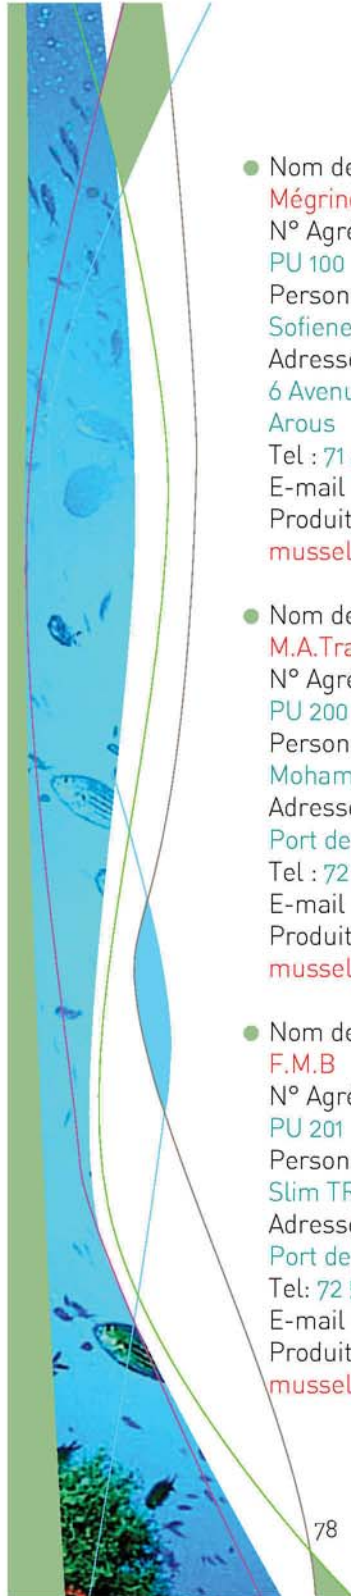 ● Nom de
Mégrin
N° Agre
PU 100
Person
Sofiene
Adresse
6 Avenu
Arous
Tel : 71
E-mail
Produit
mussel
● Nom de
M.A.Tra
N° Agre
PU 200
Person
Moham
Adresse
Port de
Tel : 72
E-mail
Produit
mussel
● Nom de
F.M.B
N° Agre
PU 201
Person
Slim TR
Adresse
Port de
Tel: 72
E-mail
Produit
mussel
78